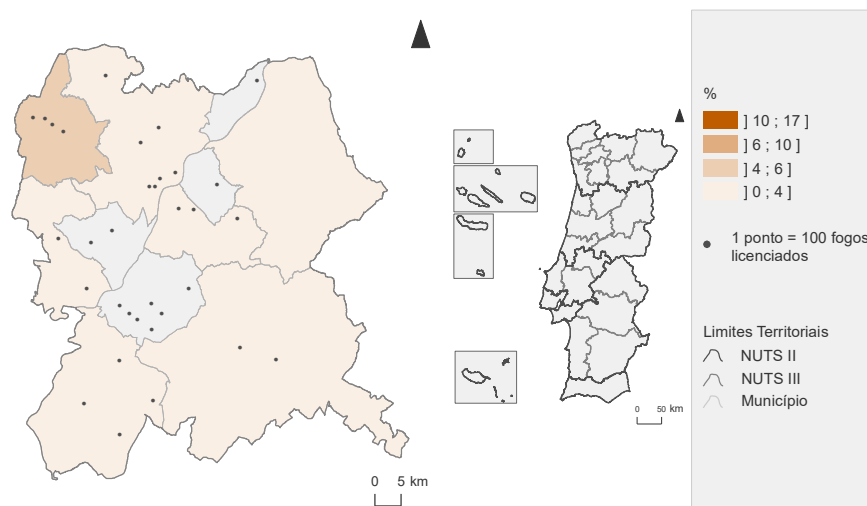 %
] 10 ; 17 ]
] 6 ; 10 ]
] 4 ; 6 ]
] 0 ; 4 ]
1 ponto = 100 fogos
licenciados
Limites Territoriais
NUTS II
NUTS III
Município
0 50 km
0 5 km